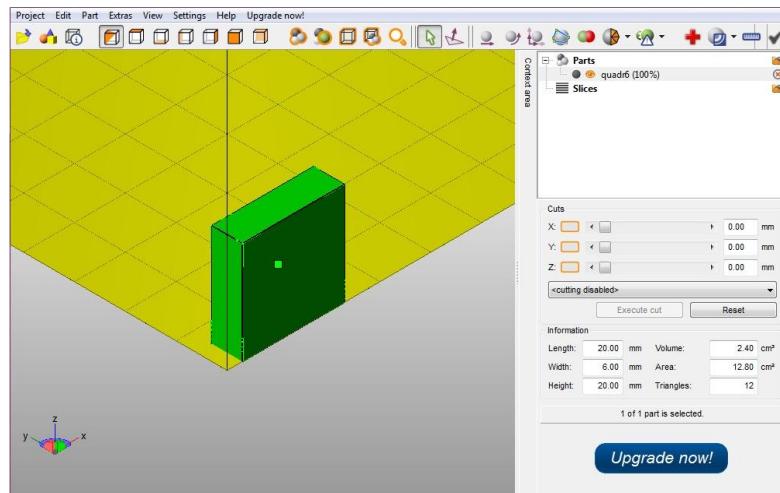 Project Edit Part Extras View Settings Help Upgrade now!
Context area
Parts
quadr6 (100%)
Slices
Cuts
X: 0.00 mm
Y: 0.00 mm
Z: 0.00 mm
<cutting disabled>
Execute cut Reset
Information
Length: 20.00 mm Volume: 2.40 cm³
Width: 6.00 mm Area: 12.80 cm²
Height: 20.00 mm Triangles: 12
1 of 1 part is selected.
Upgrade now!
z
y x